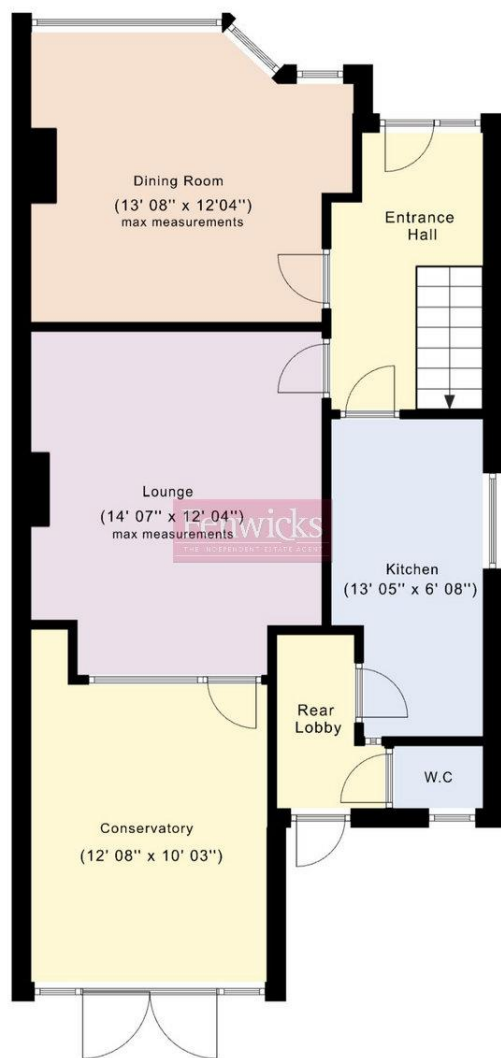 Dining Room
(13' 08'' x 12'04'')
max measurements
Entrance
Hall
Lounge
(14' 07'' x 12' 04'')
max measurements
Fenwicks
THE INDEPENDENT ESTATE AGENT
Kitchen
(13' 05'' x 6' 08'')
Rear
Lobby
W.C
Conservatory
(12' 08'' x 10' 03'')